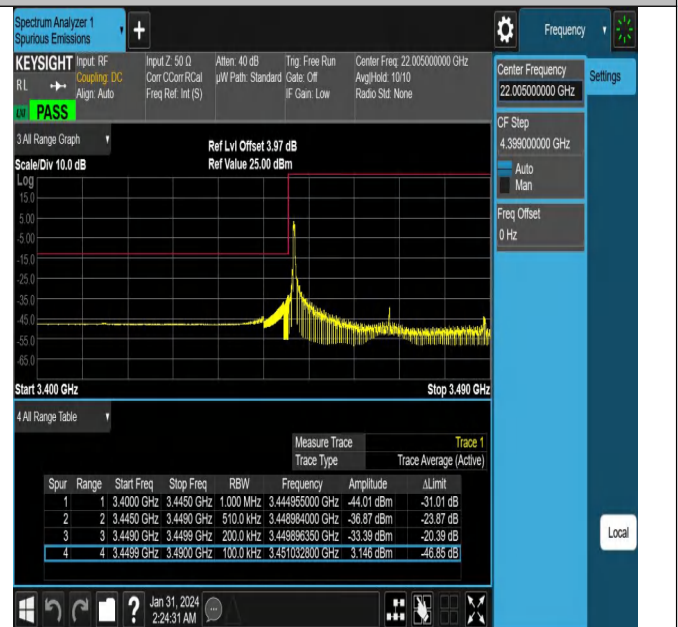 Spectrum Analyzer 1
Spurious Emissions
+
Frequency
KEYSIGHT Input: RF Input Z: 50 Ω Atten: 40 dB Trig: Free Run Center Freq: 22.005000000 GHz
RL Coupling: DC Corr CCorr RCal µW Path: Standard Gate: Off Avg|Hold: 10/10
Align: Auto Freq Ref: Int (S) IF Gain: Low Radio Std: None
PASS
Center Frequency
22.005000000 GHz
Settings
CF Step
4.399000000 GHz
Auto
Man
Freq Offset
0 Hz
3 All Range Graph
Ref Lvl Offset 3.97 dB
Scale/Div 10.0 dB Ref Value 25.00 dBm
Log
15.0
5.00
-5.00
-15.0
-25.0
-35.0
-45.0
-55.0
-65.0
Start 3.400 GHz Stop 3.490 GHz
4 All Range Table
Measure Trace Trace 1
Trace Type Trace Average (Active)
Spur Range Start Freq Stop Freq RBW Frequency Amplitude ΔLimit
1 1 3.4000 GHz 3.4450 GHz 1.000 MHz 3.444955000 GHz -44.01 dBm -31.01 dB
2 2 3.4450 GHz 3.4490 GHz 510.0 kHz 3.448984000 GHz -36.87 dBm -23.87 dB
3 3 3.4490 GHz 3.4499 GHz 200.0 kHz 3.449896350 GHz -33.39 dBm -20.39 dB
4 4 3.4499 GHz 3.4900 GHz 100.0 kHz 3.451032800 GHz 3.146 dBm -46.85 dB
Local
? Jan 31, 2024
2:24:31 AM